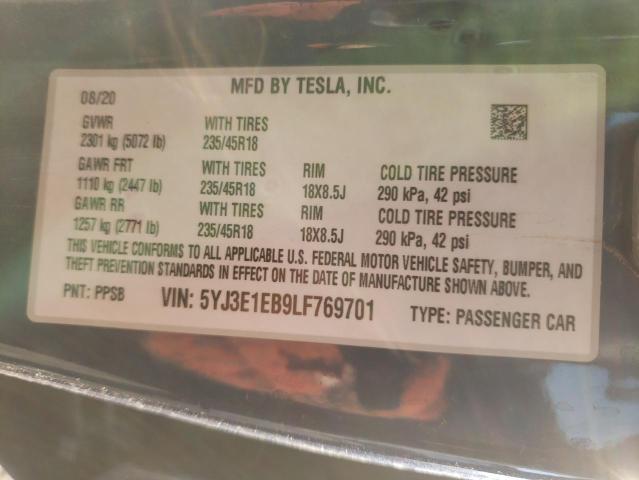 MFD BY TESLA, INC.
08/20
GVWR WITH TIRES
2301 kg (5072 lb) 235/45R18
GAWR FRT WITH TIRES RIM COLD TIRE PRESSURE
1110 kg (2447 lb) 235/45R18 18X8.5J 290 kPa, 42 psi
GAWR RR WITH TIRES RIM COLD TIRE PRESSURE
1257 kg (2771 lb) 235/45R18 18X8.5J 290 kPa, 42 psi
THIS VEHICLE CONFORMS TO ALL APPLICABLE U.S. FEDERAL MOTOR VEHICLE SAFETY, BUMPER, AND
THEFT PREVENTION STANDARDS IN EFFECT ON THE DATE OF MANUFACTURE SHOWN ABOVE.
PNT: PPSB VIN: 5YJ3E1EB9LF769701 TYPE: PASSENGER CAR